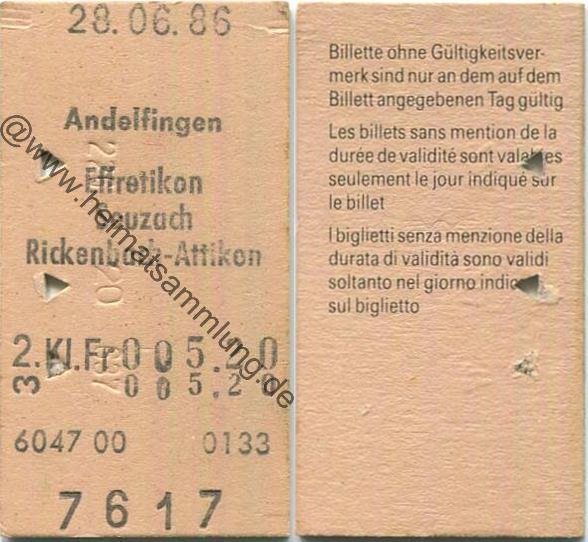 28.06.86
Andelfingen
Effretikon
Seuzach
Rickenbach-Attikon
2.Kl.Fr 005.20
3 005.20
6047 00 0133
7617
Billette ohne Gültigkeitsver-
merk sind nur an dem auf dem
Billett angegebenen Tag gültig
Les billets sans mention de la
durée de validité sont valables
seulement le jour indiqué sur
le billet
I biglietti senza menzione della
durata di validità sono validi
soltanto nel giorno indicato
sul biglietto
@www.heimatsammlung.de